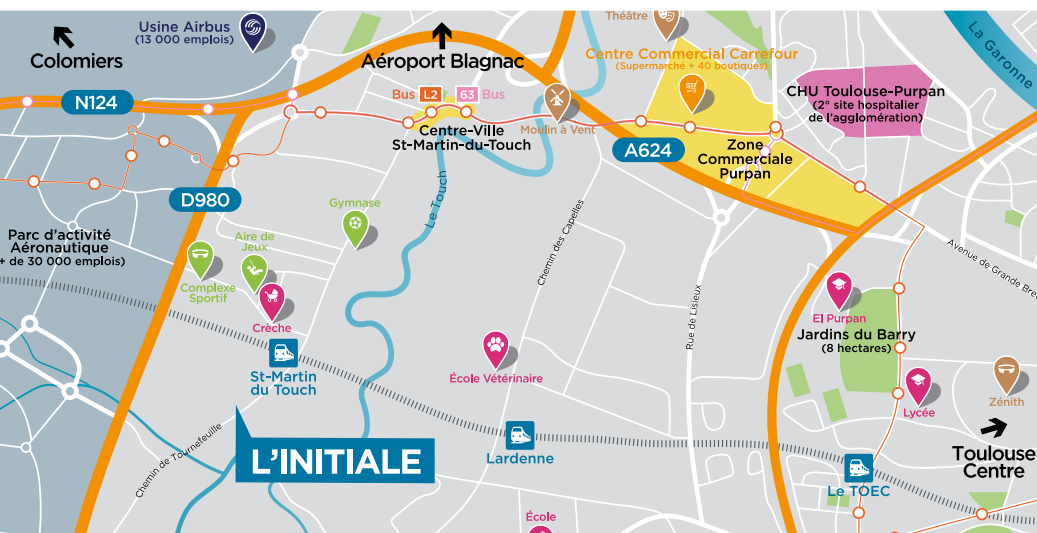 Usine Airbus
(13 000 emplois)
Colomiers
N124
Aéroport Blagnac
Bus L2 63 Bus
Centre-Ville
St-Martin-du-Touch
Théâtre
Centre Commercial Carrefour
(Supermarché + 40 boutiques)
Moulin à Vent
A624
Zone
Commerciale
Purpan
CHU Toulouse-Purpan
(2° site hospitalier
de l'agglomération)
La Garonne
D980
Parc d'activité
Aéronautique
+ de 30 000 emplois)
Gymnase
Aire de
Jeux
Complexe
Sportif
Crèche
Le Touch
Chemin des Capelles
Rue de Lisieux
Avenue de Grande Bre
El Purpan
Jardins du Barry
(8 hectares)
Lycée
Zénith
Toulouse
Centre
St-Martin
du Touch
École Vétérinaire
Chemin de Tournefeuille
L'INITIALE
Lardenne
Le TOEC
École